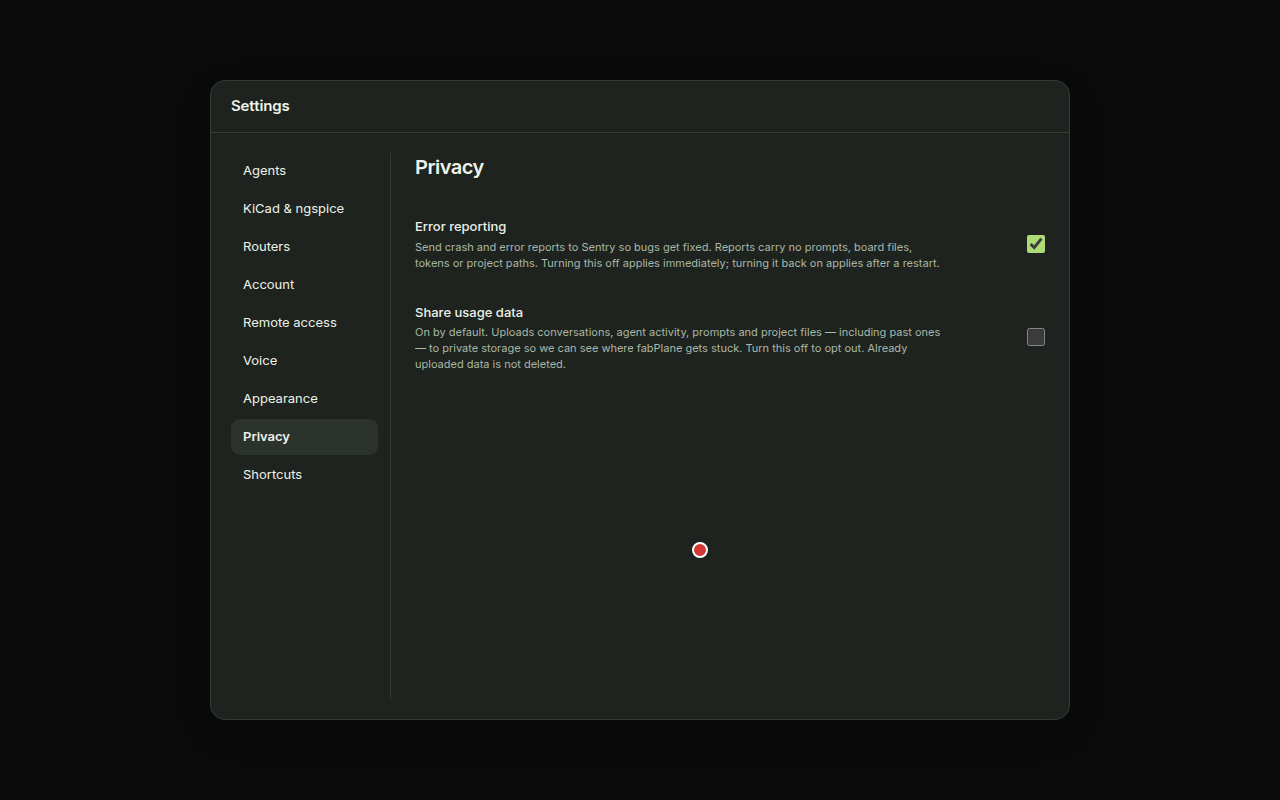 Settings
Agents
KiCad & ngspice
Routers
Account
Remote access
Voice
Appearance
Privacy
Shortcuts
Privacy
Error reporting
Send crash and error reports to Sentry so bugs get fixed. Reports carry no prompts, board files,
tokens or project paths. Turning this off applies immediately; turning it back on applies after a restart.
Share usage data
On by default. Uploads conversations, agent activity, prompts and project files — including past ones
— to private storage so we can see where fabPlane gets stuck. Turn this off to opt out. Already
uploaded data is not deleted.